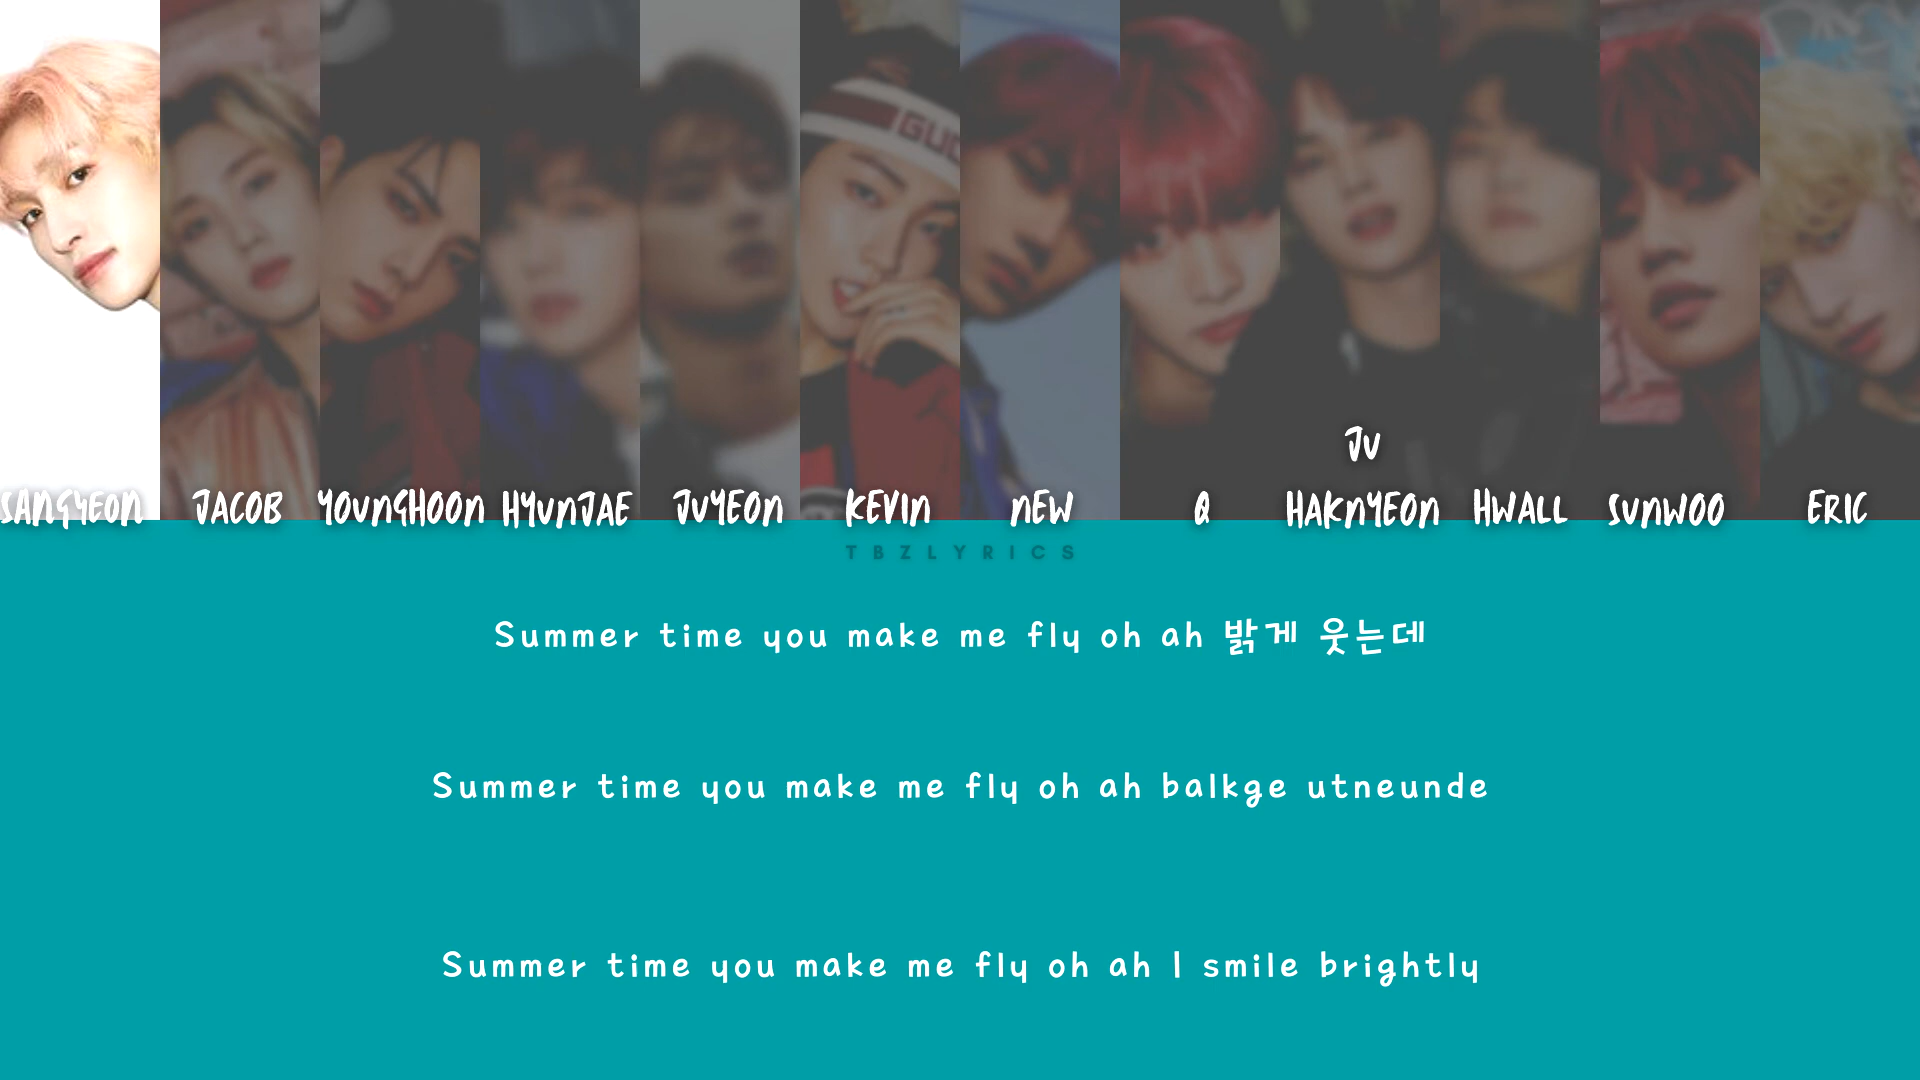 GUC
JU
SANGYEON JACOB YOUNGHOON HYUNJAE JUYEON KEVIN NEW Q HAKNYEON HWALL SUNWOO ERIC
TBZLYRICS
Summer time you make me fly oh ah 밝게 웃는데
Summer time you make me fly oh ah balkge utneunde
Summer time you make me fly oh ah I smile brightly